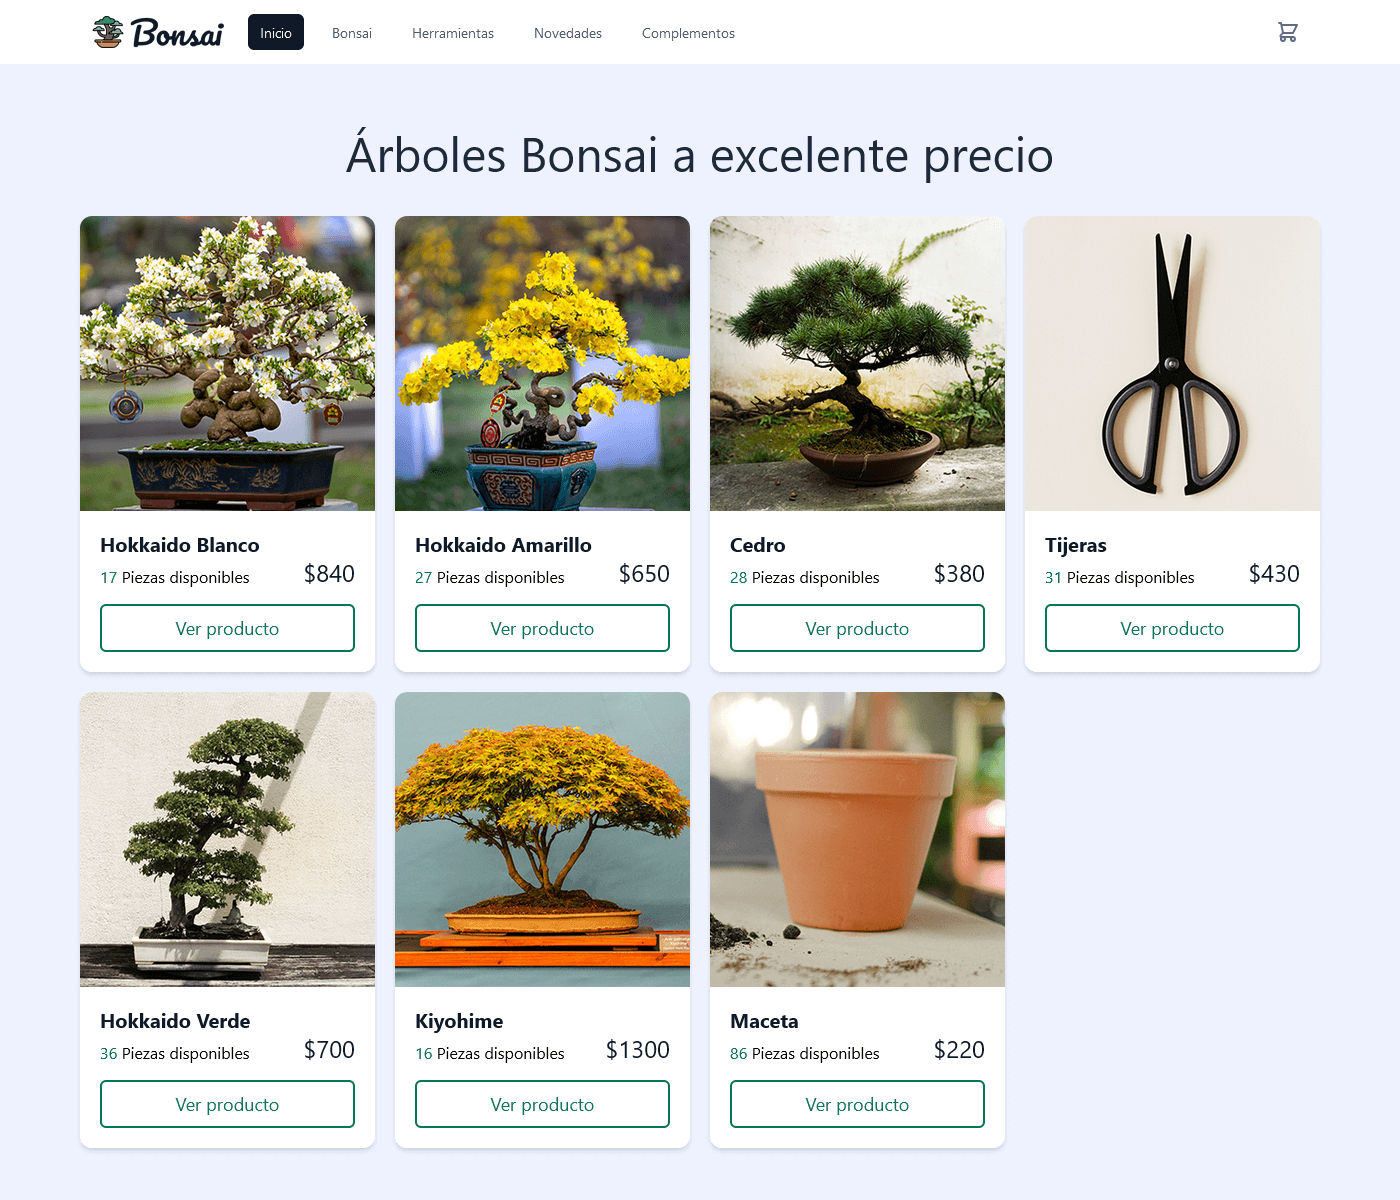 Bonsai
Inicio
Bonsai
Herramientas
Novedades
Complementos
Árboles Bonsai a excelente precio
Hokkaido Blanco
17 Piezas disponibles
$840
Ver producto
Hokkaido Amarillo
27 Piezas disponibles
$650
Ver producto
Cedro
28 Piezas disponibles
$380
Ver producto
Tijeras
31 Piezas disponibles
$430
Ver producto
Hokkaido Verde
36 Piezas disponibles
$700
Ver producto
Kiyohime
16 Piezas disponibles
$1300
Ver producto
Maceta
86 Piezas disponibles
$220
Ver producto